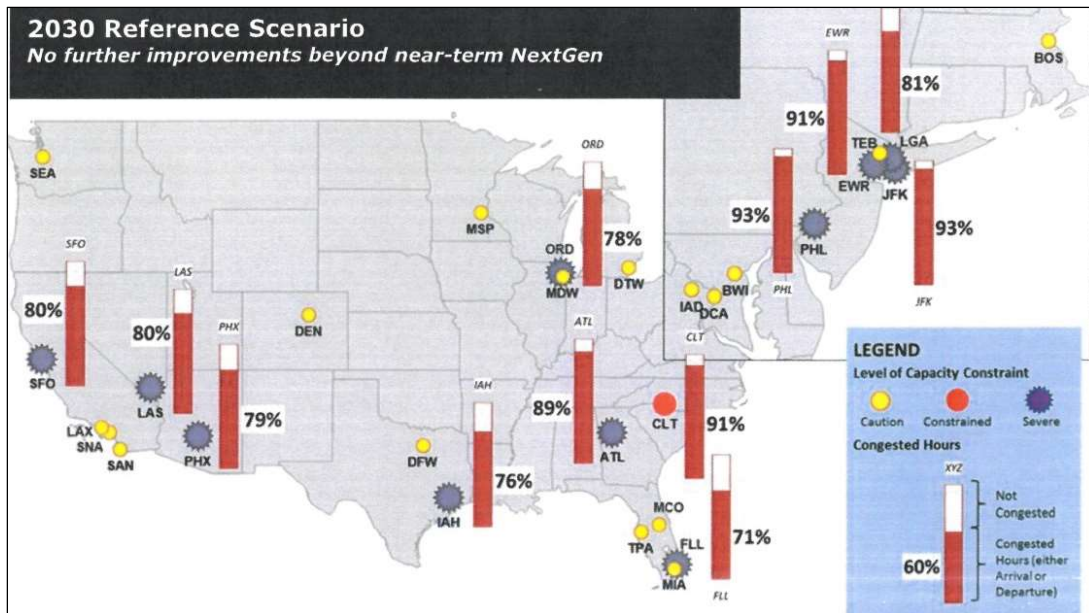 2030 Reference Scenario
No further improvements beyond near-term NextGen
EWR
BOS
81%
91%
TEB
LGA
EWR
JFK
93%
PHL
93%
PHL
JFK
IAD
BWI
DCA
SEA
MSP
ORD
ORD
78%
MDW
DTW
SFO
80%
SFO
LAS
80%
LAS
PHX
79%
PHX
DEN
LAX
SNA
SAN
IAH
76%
DFW
IAH
ATL
89%
ATL
CLT
CLT
91%
MCO
TPA
FLL
MIA
71%
FLL
LEGEND
Level of Capacity Constraint
Caution
Constrained
Severe
Congested Hours
XYZ
Not
Congested
Congested
Hours (either
Arrival or
Departure)
60%